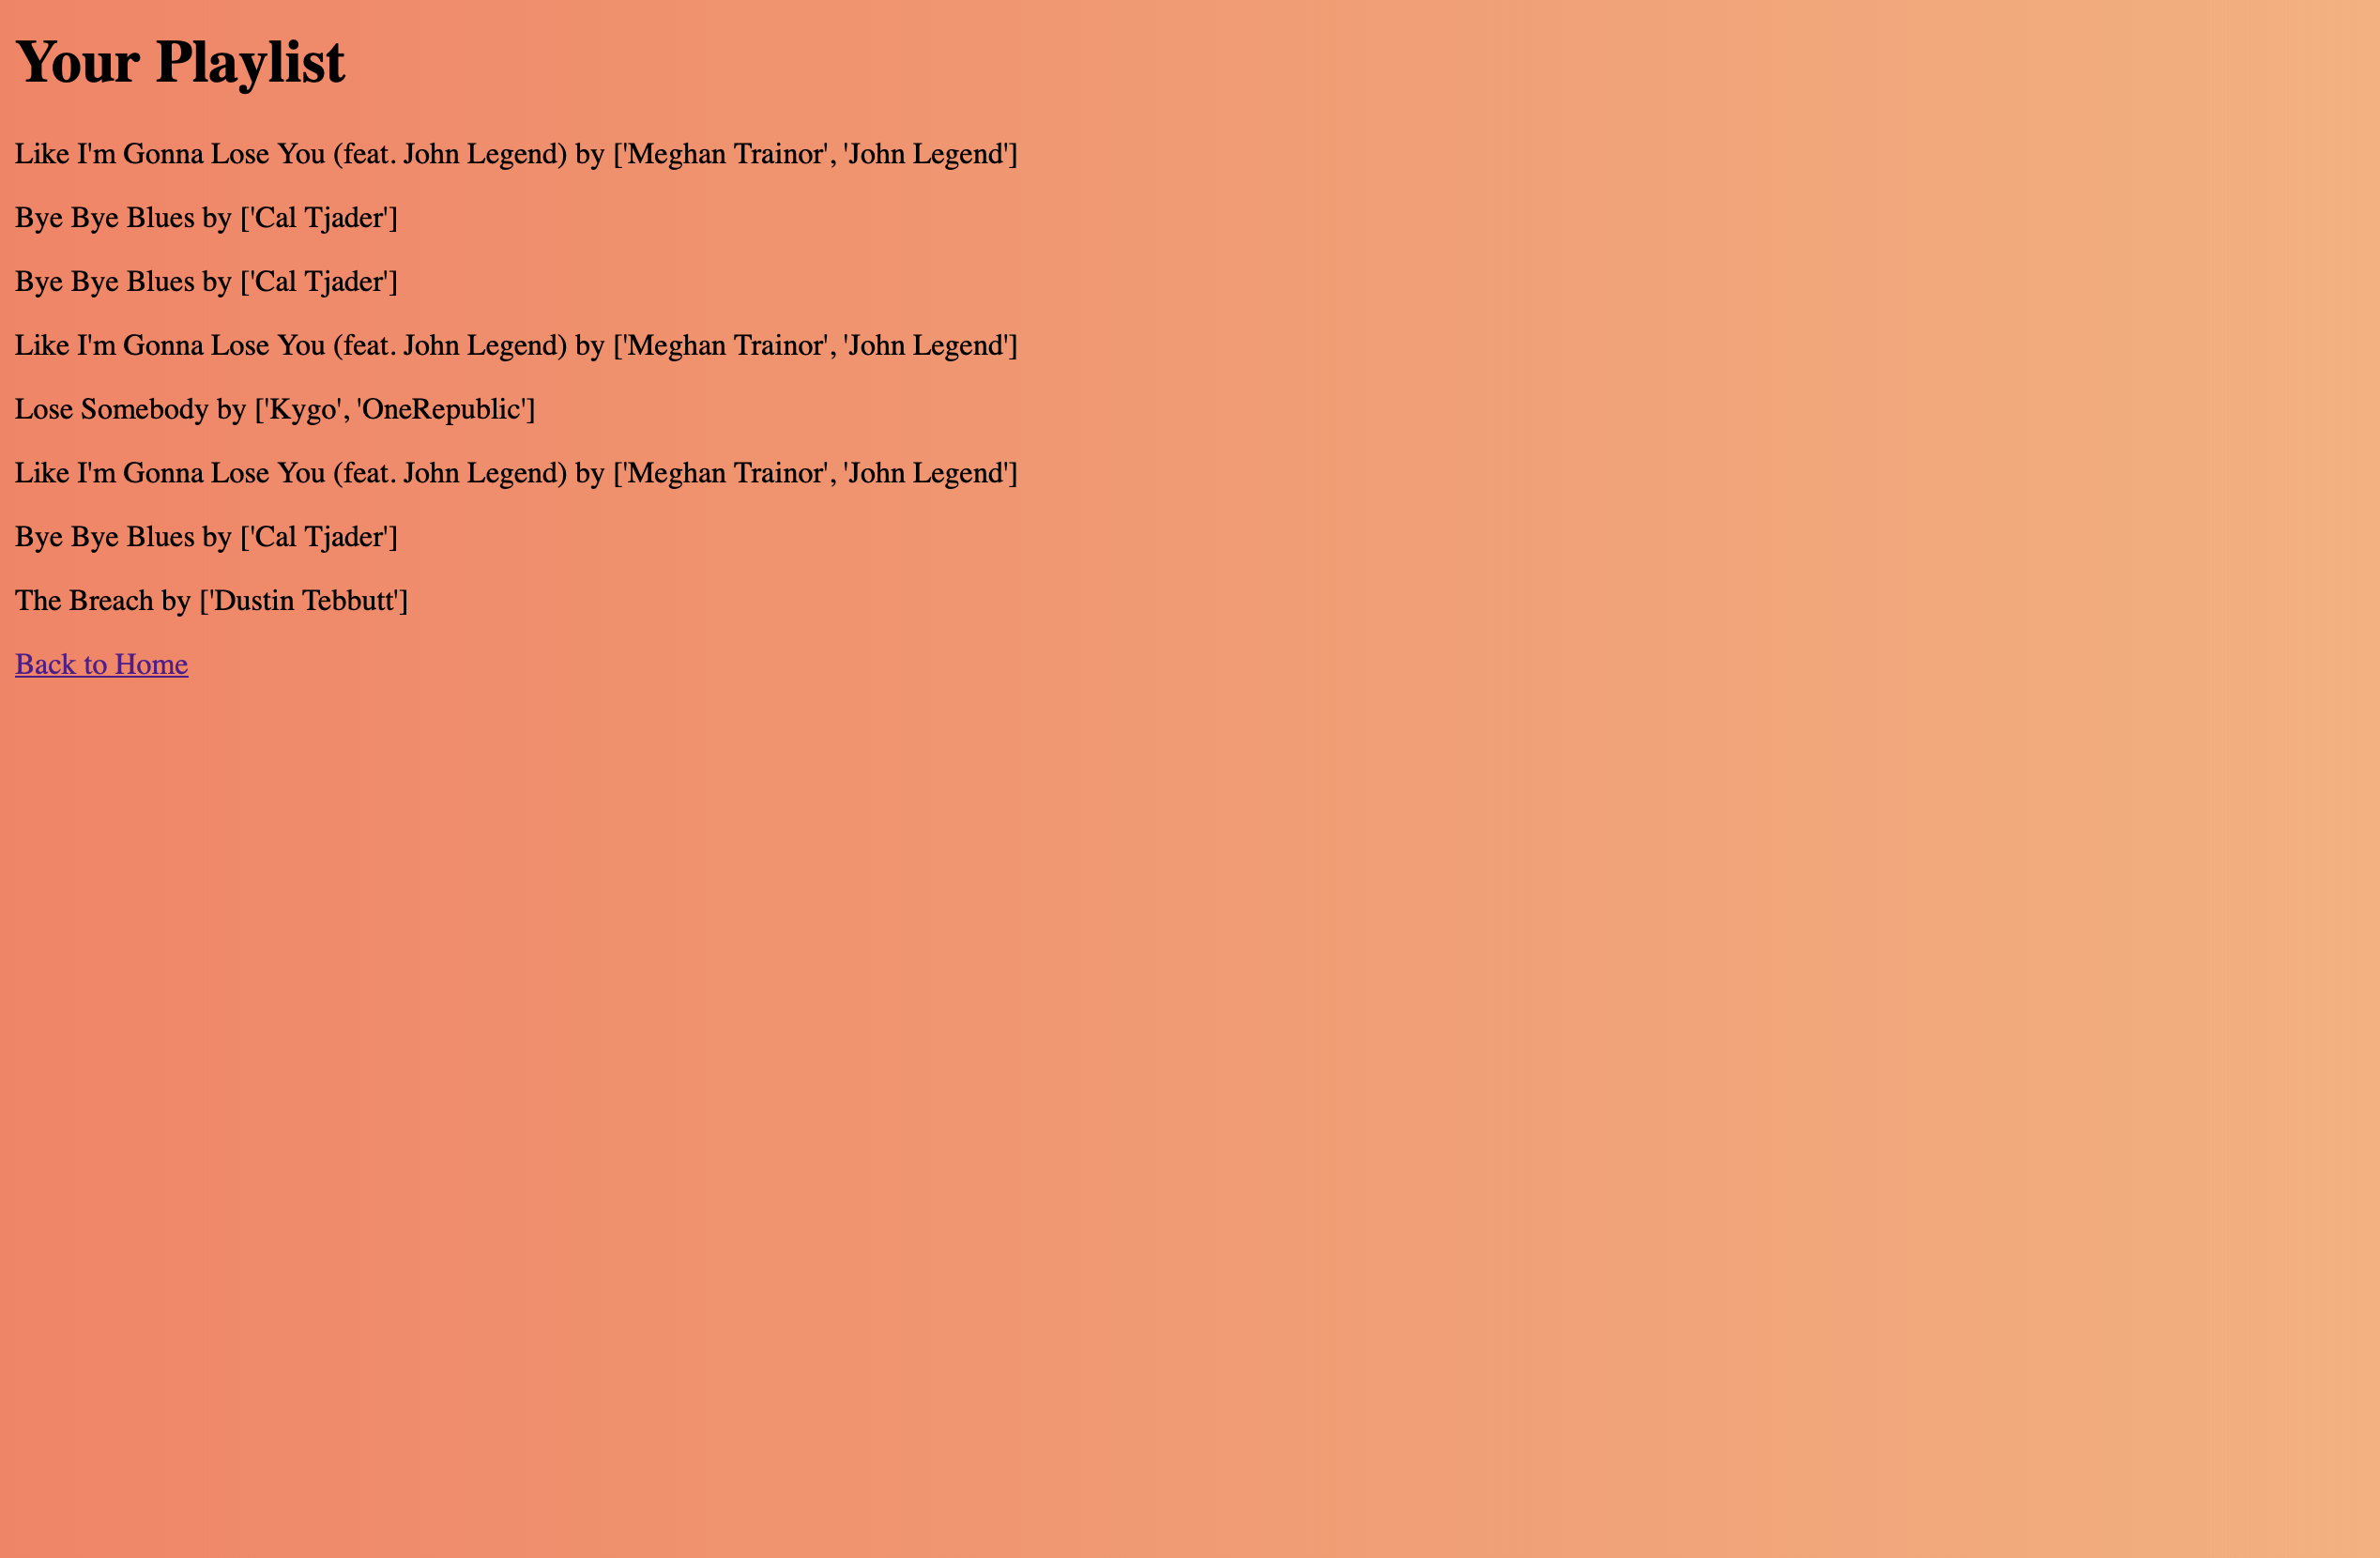 Your Playlist
Like I'm Gonna Lose You (feat. John Legend) by ['Meghan Trainor', 'John Legend']
Bye Bye Blues by ['Cal Tjader']
Bye Bye Blues by ['Cal Tjader']
Like I'm Gonna Lose You (feat. John Legend) by ['Meghan Trainor', 'John Legend']
Lose Somebody by ['Kygo', 'OneRepublic']
Like I'm Gonna Lose You (feat. John Legend) by ['Meghan Trainor', 'John Legend']
Bye Bye Blues by ['Cal Tjader']
The Breach by ['Dustin Tebbutt']
Back to Home